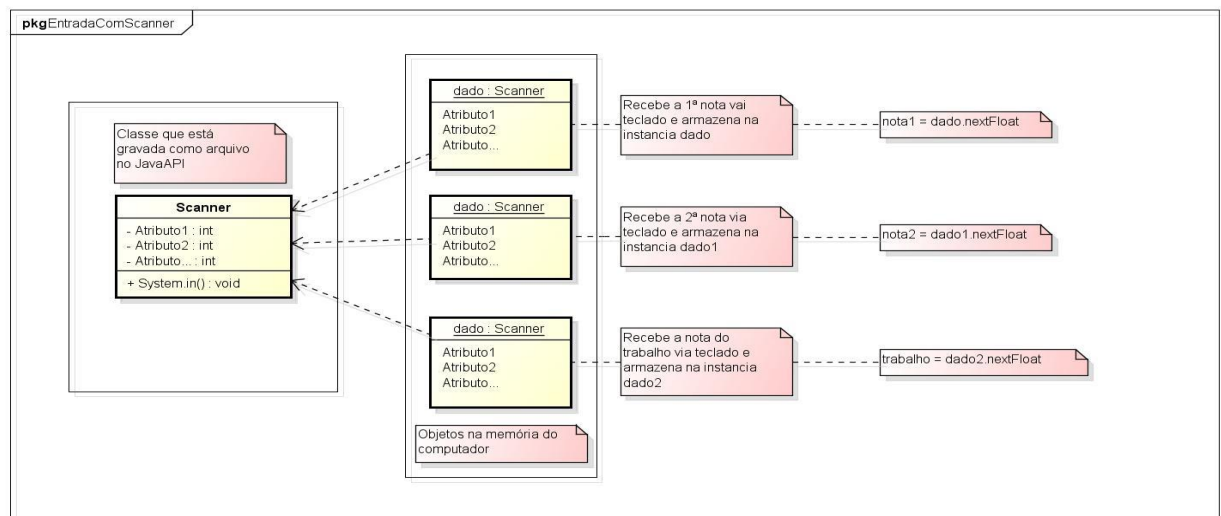 pkg EntradaComScanner
Classe que está
gravada como arquivo
no JavaAPI
Scanner
- Atributo1 : int
- Atributo2 : int
- Atributo... : int
+ System.in() : void
dado : Scanner
Atributo1
Atributo2
Atributo...
Recebe a 1ª nota vai
teclado e armazena na
instancia dado
nota1 = dado.nextFloat
dado : Scanner
Atributo1
Atributo2
Atributo...
Recebe a 2ª nota via
teclado e armazena na
instancia dado1
nota2 = dado1.nextFloat
dado : Scanner
Atributo1
Atributo2
Atributo...
Recebe a nota do
trabalho via teclado e
armazena na instancia
dado2
trabalho = dado2.nextFloat
Objetos na memória do
computador